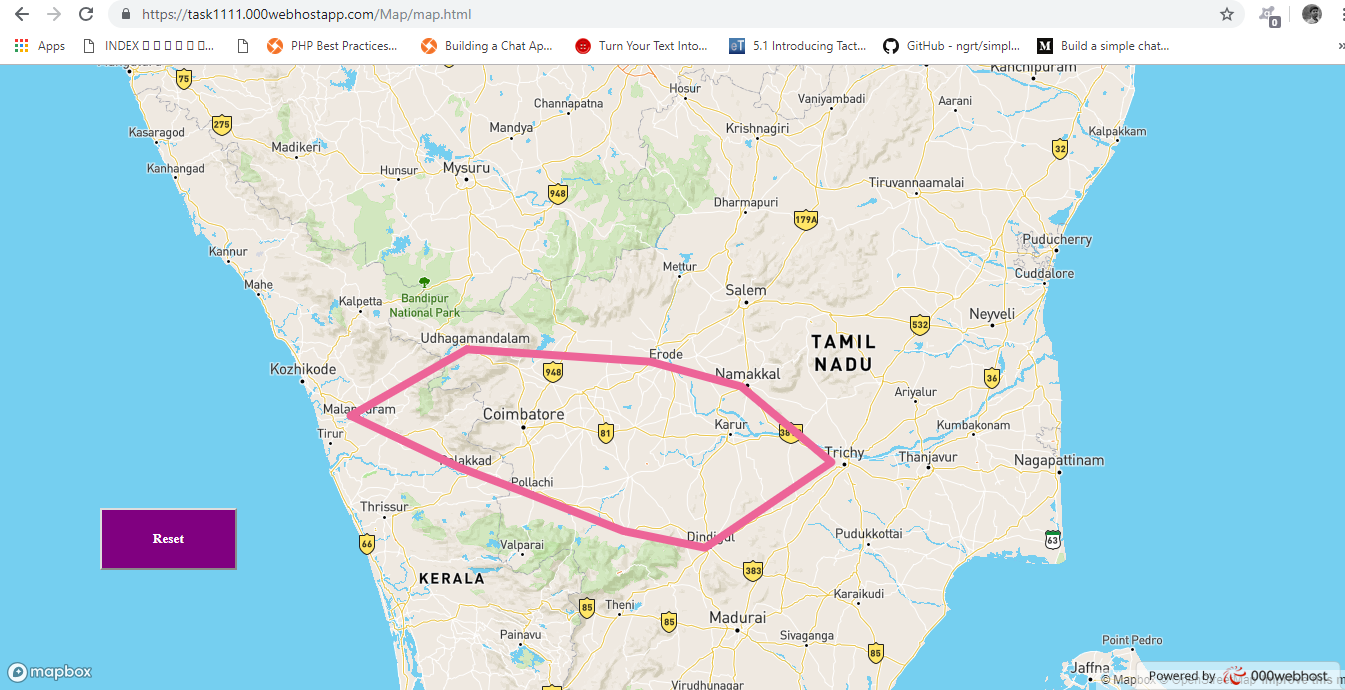 https://task1111.000webhostapp.com/Map/map.html
0
Apps
INDEX
PHP Best Practices...
Building a Chat Ap...
Turn Your Text Into...
5.1 Introducing Tact...
GitHub - ngrt/simpl...
Build a simple chat...
»
75
Hosur
Kanchipuram
Channapatna
Vaniyambadi
Aarani
Kasaragod
275
Mandya
Krishnagiri
Kalpakkam
Madikeri
32
Kanhangad
Hunsur
Mysuru
948
Tiruvannaamalai
Dharmapuri
179A
Kannur
Puducherry
Mettur
Cuddalore
Mahe
Bandipur
National Park
Kalpetta
Salem
Neyveli
532
Udhagamandalam
TAMIL
NADU
Erode
Kozhikode
948
Namakkal
36
Ariyalur
Coimbatore
Karur
Kumbakonam
Tirur
81
Trichy
Thanjavur
Nagapattinam
Palakkad
Pollachi
Thrissur
Reset
66
Valparai
Dindigul
Pudukkottai
63
KERALA
383
85
Theni
85
Madurai
Karaikudi
Painavu
Sivaganga
85
Point Pedro
Jaffna
mapbox
Virudhunagar
© Mapbox
Powered by
000webhost